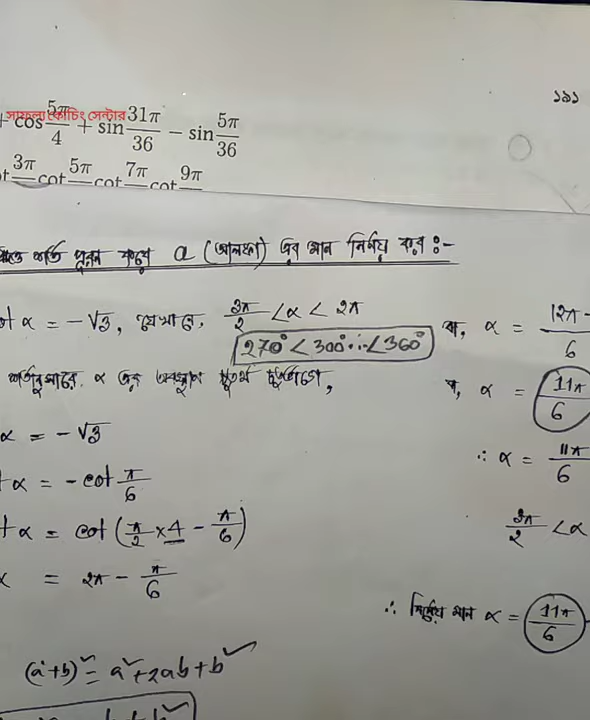 ১৯১
সাফল্য কোচিং সেন্টার
+ cos 5π/4 + sin 31π/36 − sin 5π/36
3π cot 5π cot 7π cot 9π
শর্ত পূরন করে a (আলফা) এর মান নির্ণয় কর :-
ot α = -√3, যেখানে, 3π/2 < α < 2π
270° < 300°... < 360°
শর্তানুসারে. α এর অবস্থান চতুর্থ চতুর্ভাগে,
α = -√3
t α = -cot π/6
t α = cot (π/2 × 4 - π/6)
α = 2π - π/6
(a+b)² = a² + 2ab + b²
বা, α = 12π -/6
বা, α = 11π/6
∴ α = 11π/6
3π/2 < α
∴ নির্ণেয় মান α = 11π/6